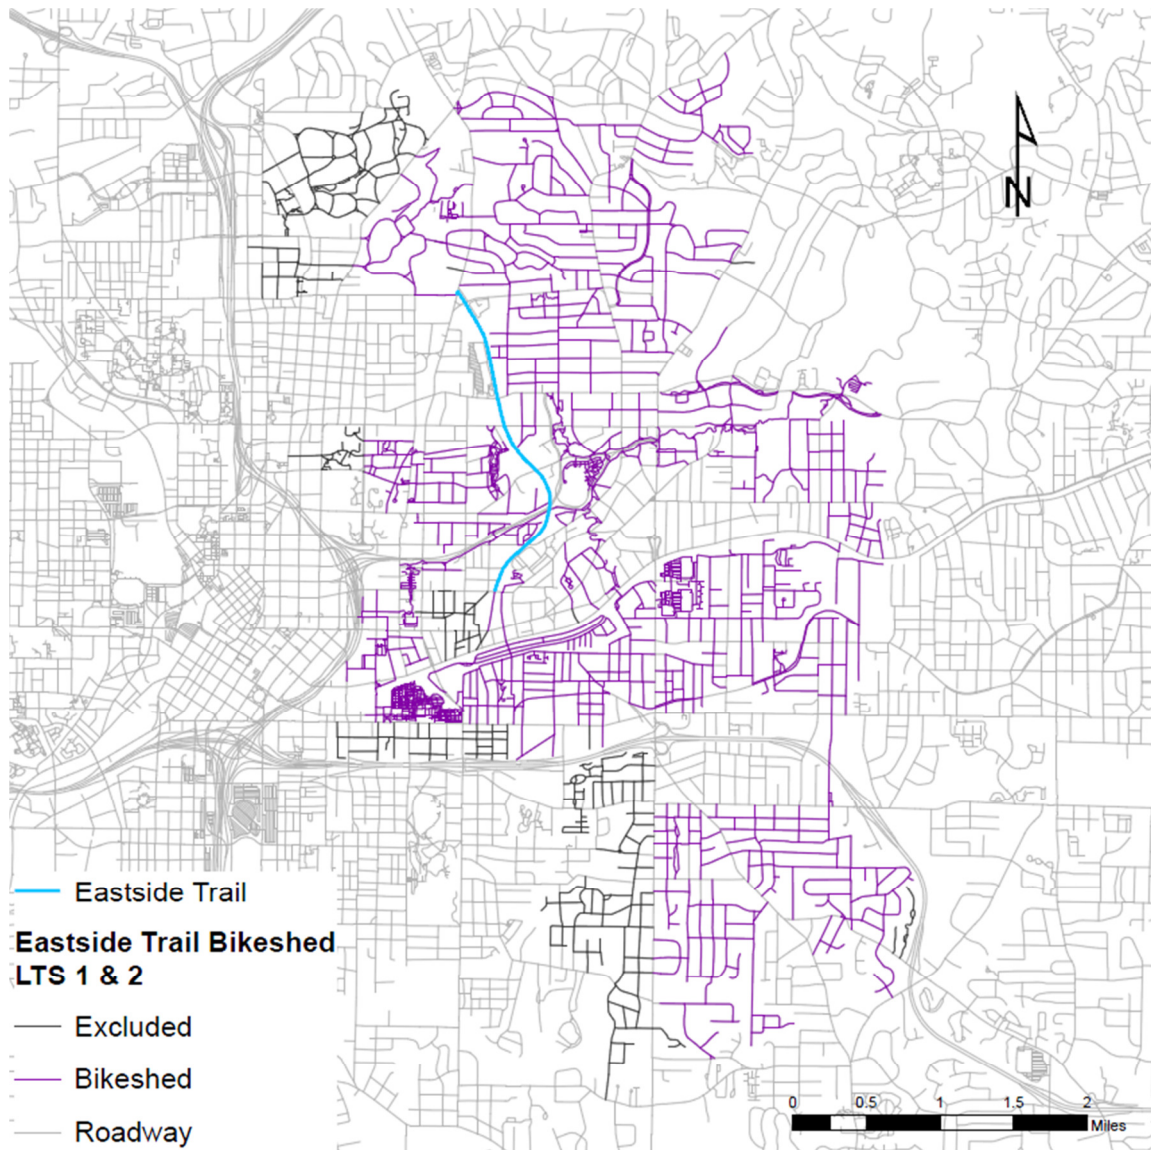 N
Eastside Trail
Eastside Trail Bikeshed
LTS 1 & 2
Excluded
Bikeshed
Roadway
0 0.5 1 1.5 2
Miles